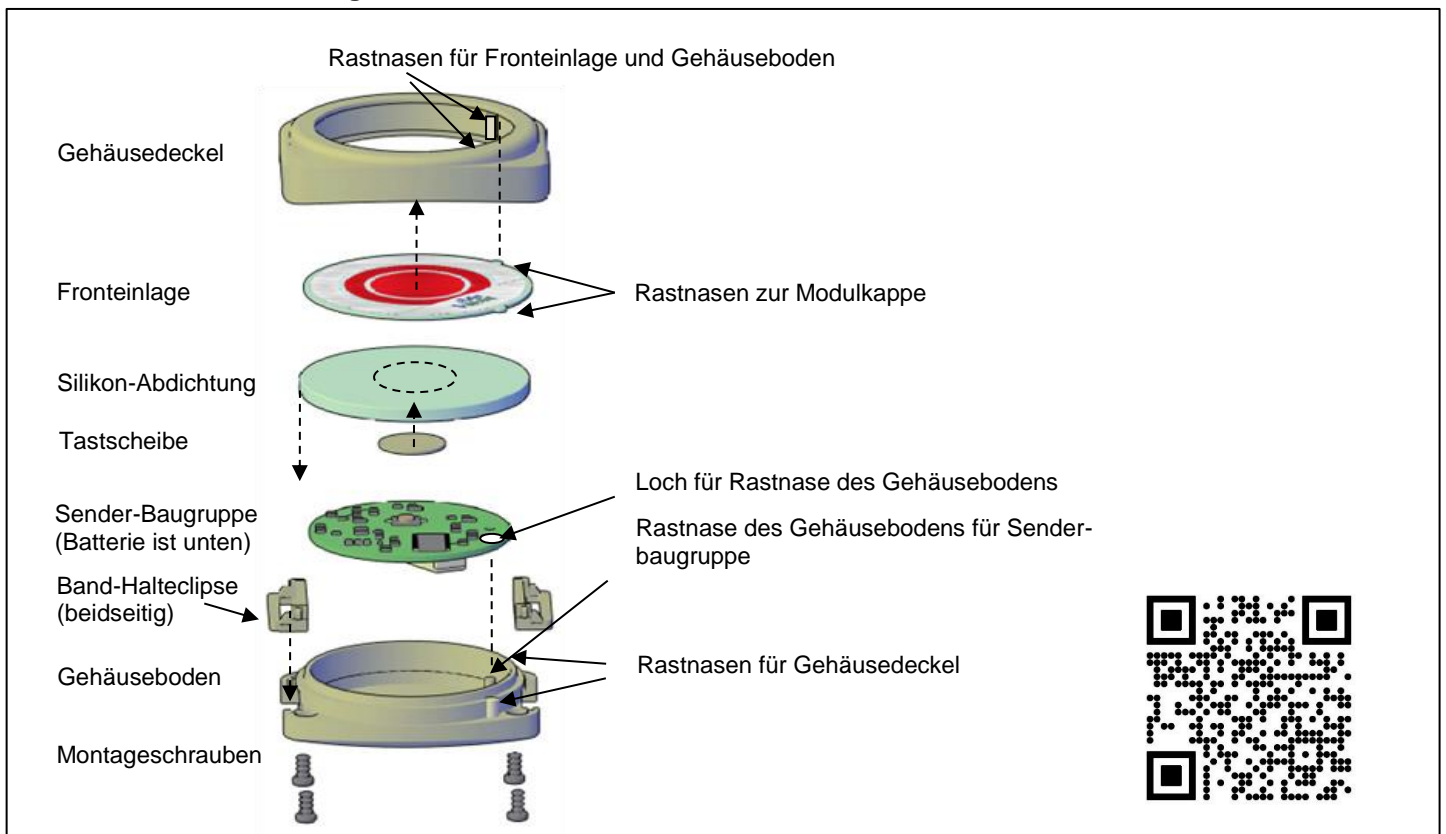 Rastnasen für Fronteinlage und Gehäuseboden
Gehäusedeckel
Fronteinlage
Rastnasen zur Modulkappe
Silikon-Abdichtung
Tastscheibe
Loch für Rastnase des Gehäusebodens
Sender-Baugruppe
(Batterie ist unten)
Rastnase des Gehäusebodens für Sender-
baugruppe
Band-Halteclipse
(beidseitig)
Gehäuseboden
Rastnasen für Gehäusedeckel
Montageschrauben